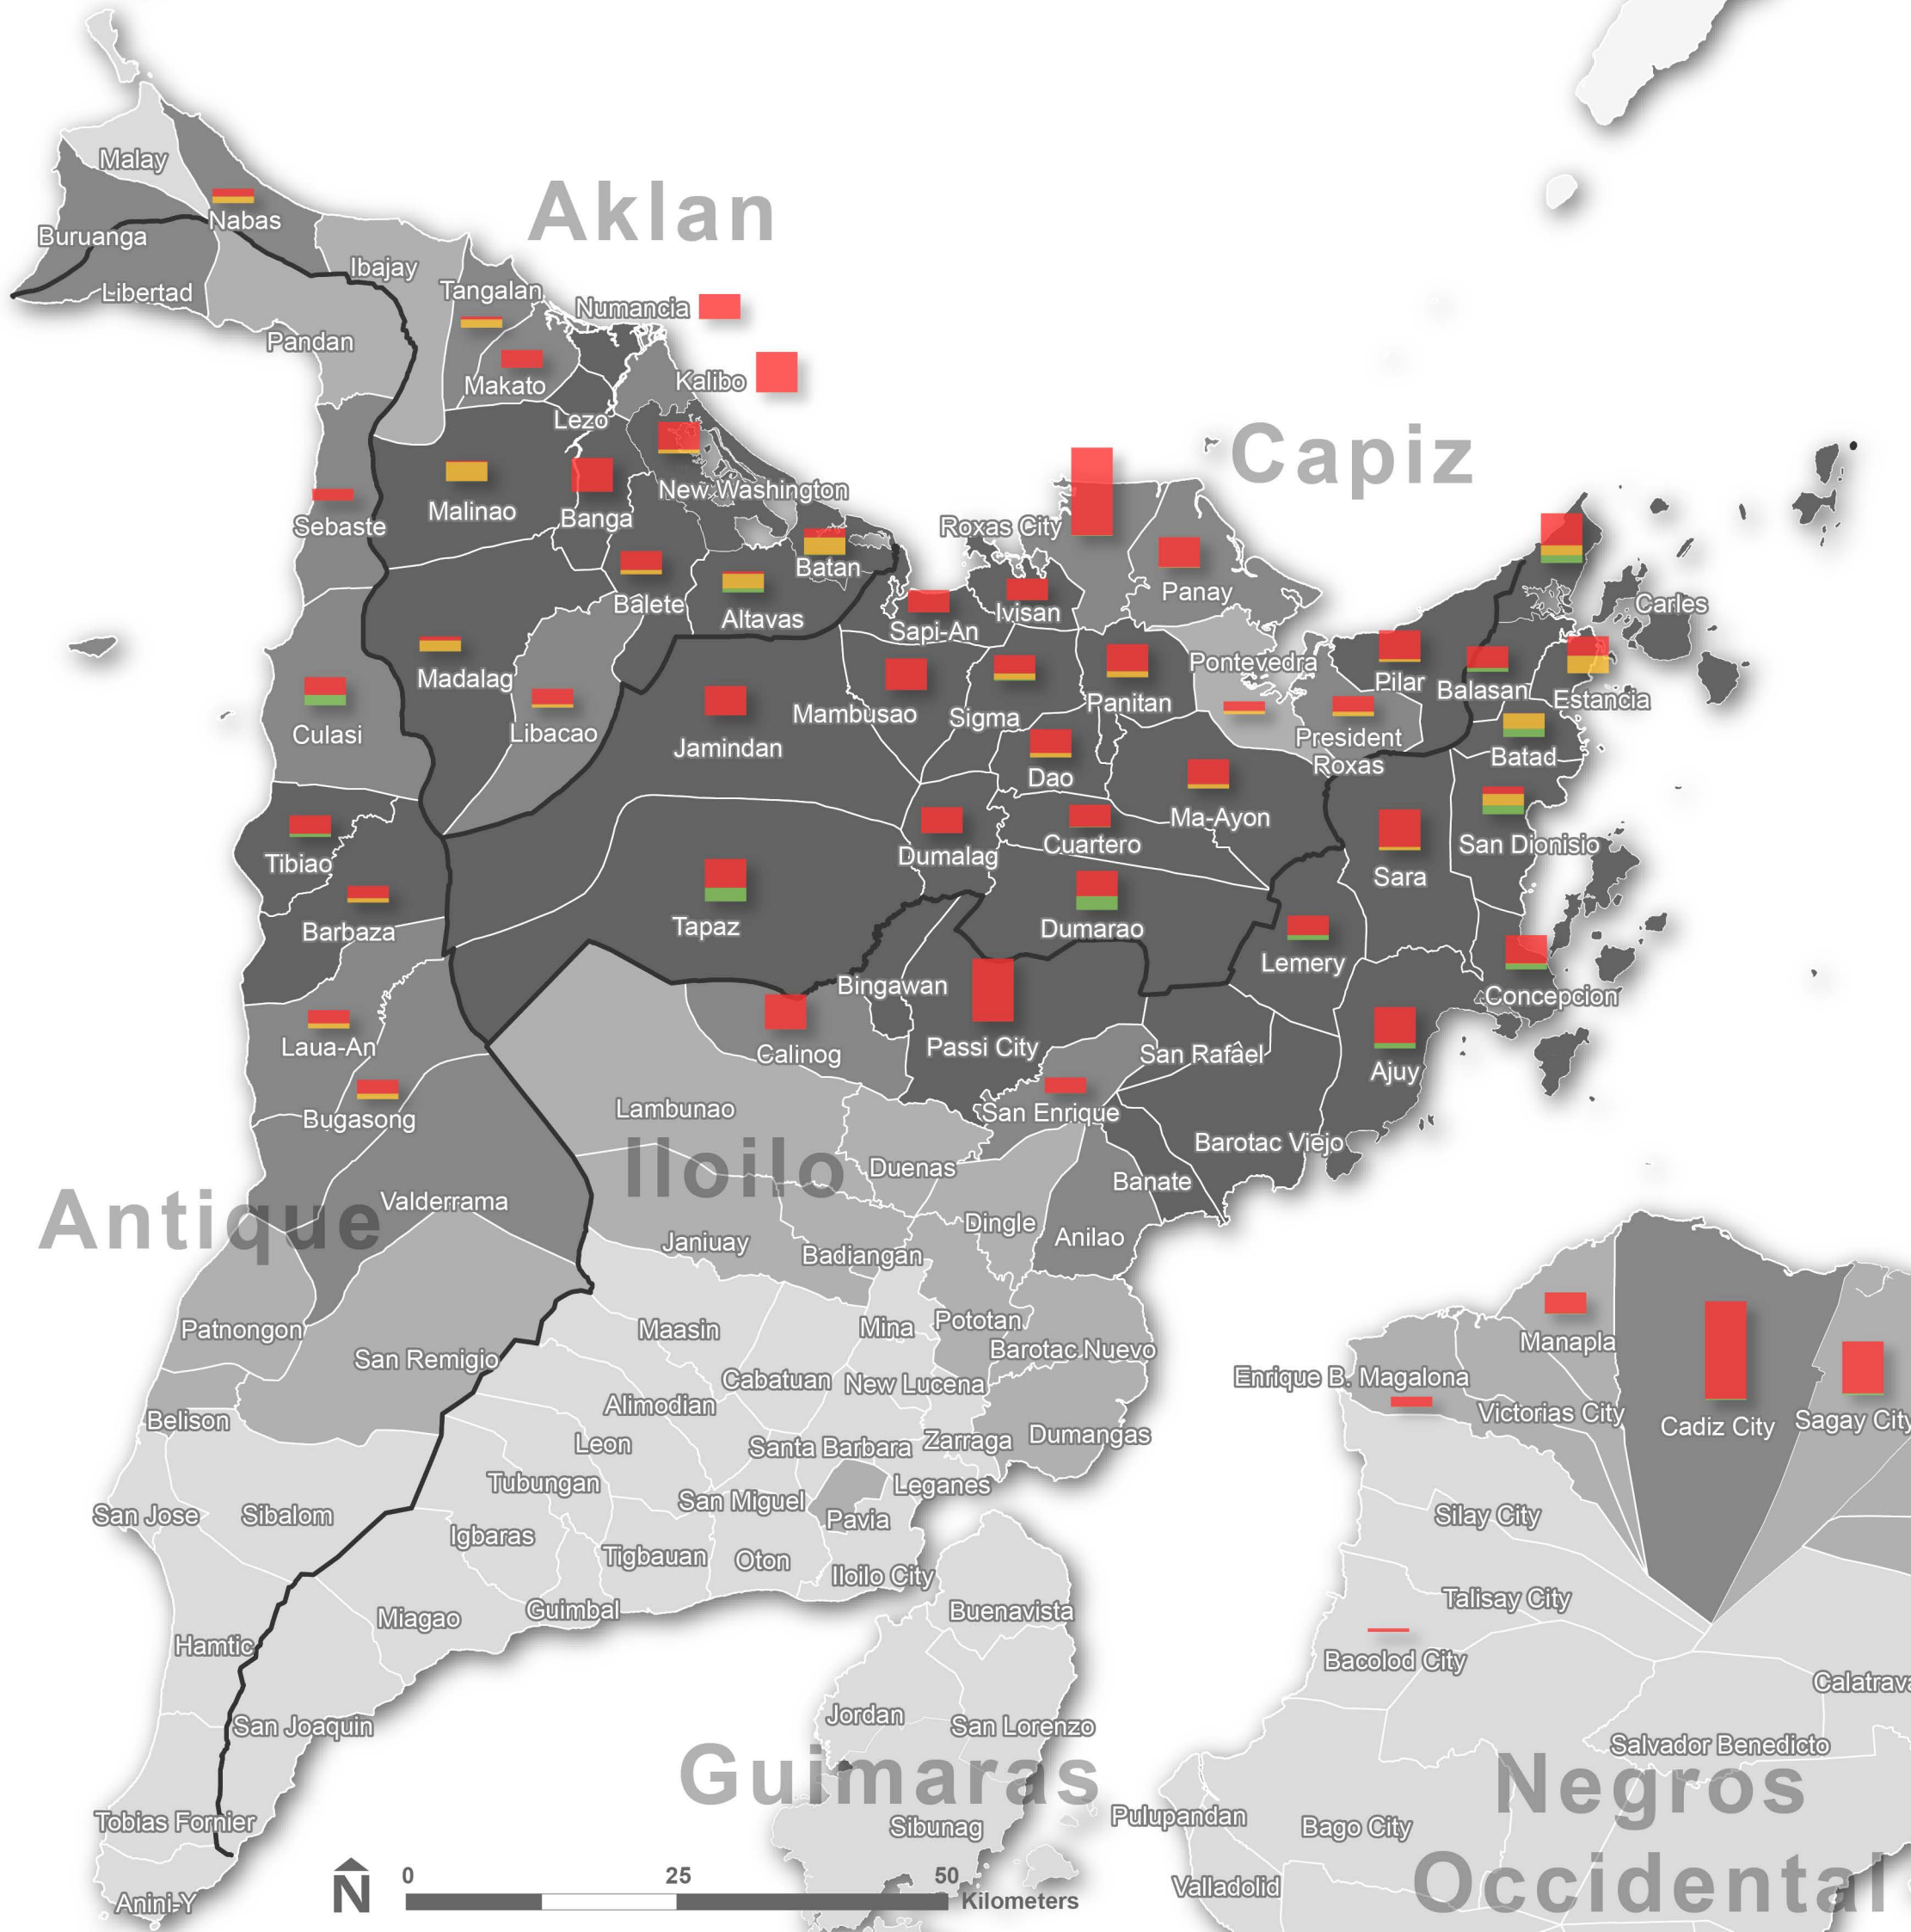 Malay
Aklan
Nabas
Buruanga
Ibajay
Libertad
Tangalan
Numancia
Pandan
Makato
Kalibo
Lezo
Capiz
Malinao
Banga
New Washington
Sebaste
Roxas City
Batan
Panay
Balete
Altavas
Sapi-An
Ivisan
Carles
Madalag
Pontevedra
Pilar
Balasan
Estancia
Culasi
Libacao
Jamindan
Mambusao
Sigma
Panitan
President
Roxas
Batad
Dao
Ma-Ayon
Tibiao
Dumalag
Cuartero
San Dionisio
Sara
Barbaza
Tapaz
Dumarao
Lemery
Bingawan
Concepcion
Laua-An
Calinog
Passi City
San Rafael
Ajuy
Bugasong
Lambunao
San Enrique
Iloilo
Duenas
Barotac Viejo
Banate
Antique
Valderrama
Janiuay
Badiangan
Dingle
Anilao
Patnongon
Maasin
Mina
Pototan
Barotac Nuevo
Manapla
San Remigio
Cabatuan
New Lucena
Enrique B. Magalona
Belison
Alimodian
Victorias City
Cadiz City
Sagay City
Leon
Santa Barbara
Zarraga
Dumangas
Tubungan
Leganes
San Jose
Sibalom
San Miguel
Pavia
Silay City
Igbaras
Tigbauan
Oton
Iloilo City
Miagao
Guimbal
Buenavista
Talisay City
Hamtic
Bacolod City
Calatrava
San Joaquin
Jordan
San Lorenzo
Salvador Benedicto
Guimaras
Negros
Occidental
Tobias Fornier
Sibunag
Pulupandan
Bago City
Valladolid
Anini-Y
N
0 25 50
Kilometers